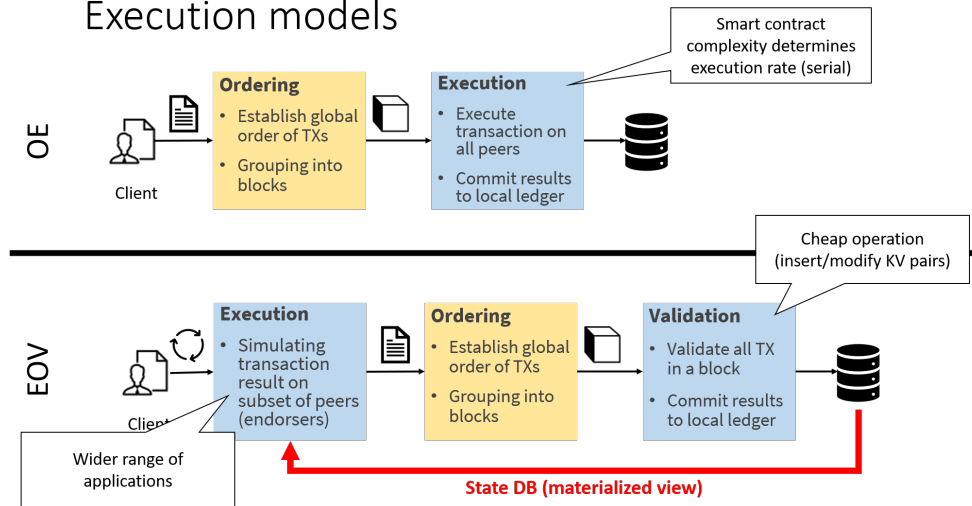 Execution models
Smart contract
complexity determines
execution rate (serial)
OE
Client
Ordering
• Establish global
order of TXs
• Grouping into
blocks
Execution
• Execute
transaction on
all peers
• Commit results
to local ledger
Cheap operation
(insert/modify KV pairs)
EOV
Client
Execution
• Simulating
transaction
result on
subset of peers
(endorsers)
Ordering
• Establish global
order of TXs
• Grouping into
blocks
Validation
• Validate all TX
in a block
• Commit results
to local ledger
Wider range of
applications
State DB (materialized view)